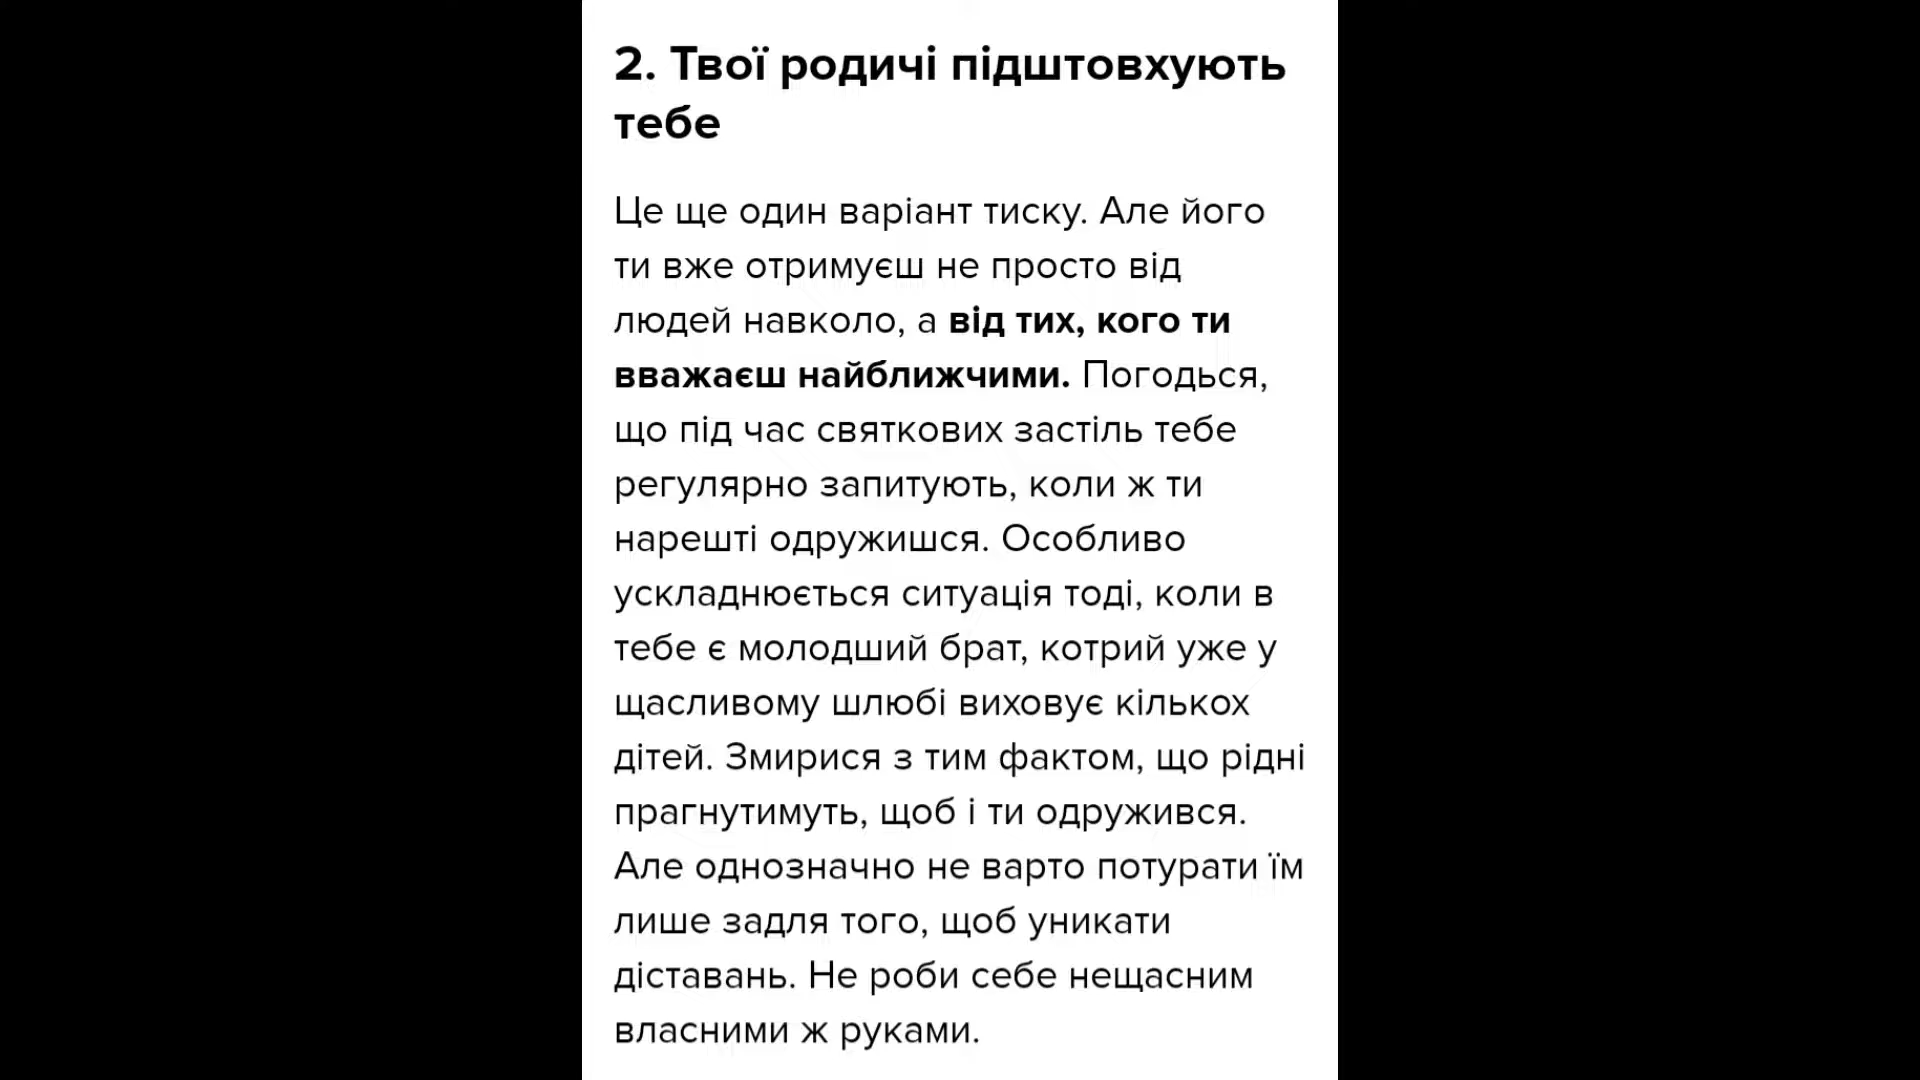 2. Твої родичі підштовхують
тебе
Це ще один варіант тиску. Але його
ти вже отримуєш не просто від
людей навколо, а від тих, кого ти
вважаєш найближчими. Погодься,
що під час святкових застіль тебе
регулярно запитують, коли ж ти
нарешті одружишся. Особливо
ускладнюється ситуація тоді, коли в
тебе є молодший брат, котрий уже у
щасливому шлюбі виховує кількох
дітей. Змирися з тим фактом, що рідні
прагнутимуть, щоб і ти одружився.
Але однозначно не варто потурати їм
лише задля того, щоб уникати
діставань. Не роби себе нещасним
власними ж руками.